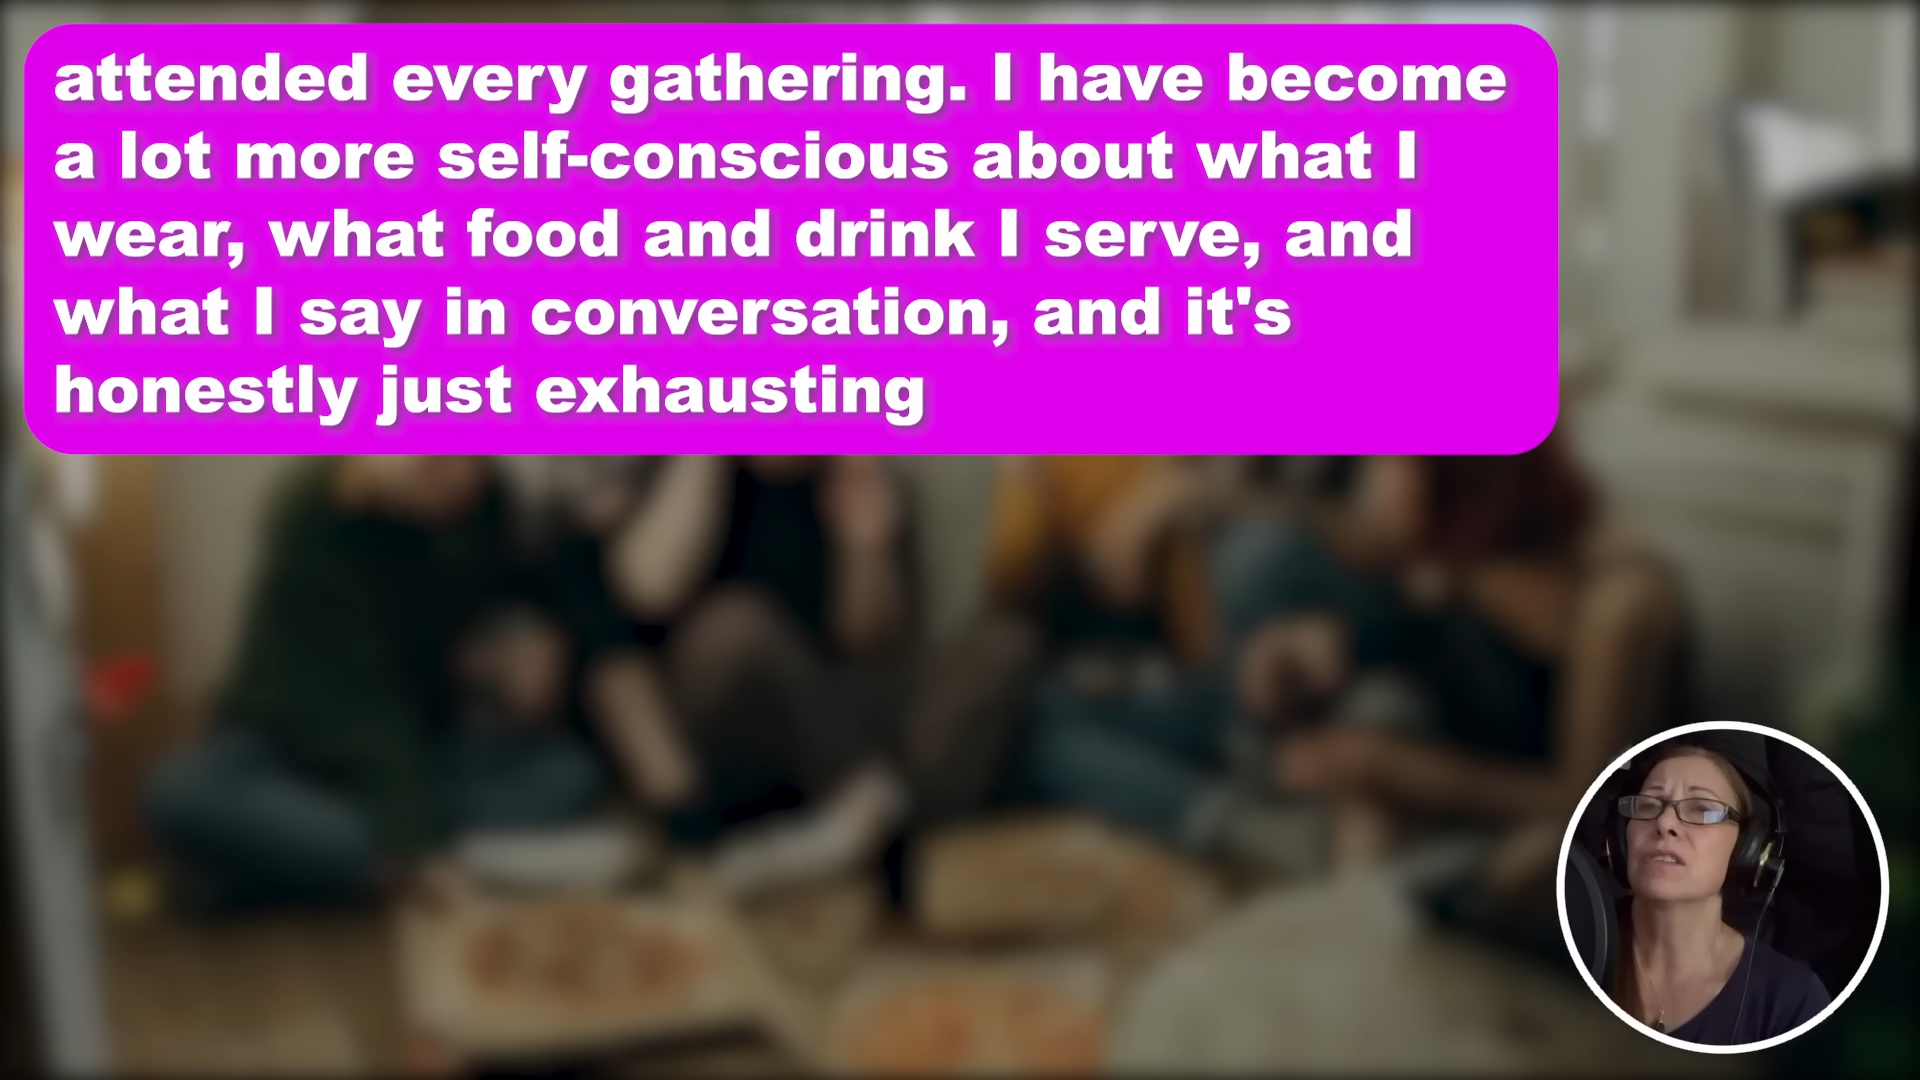 attended every gathering. I have become
a lot more self-conscious about what I
wear, what food and drink I serve, and
what I say in conversation, and it's
honestly just exhausting